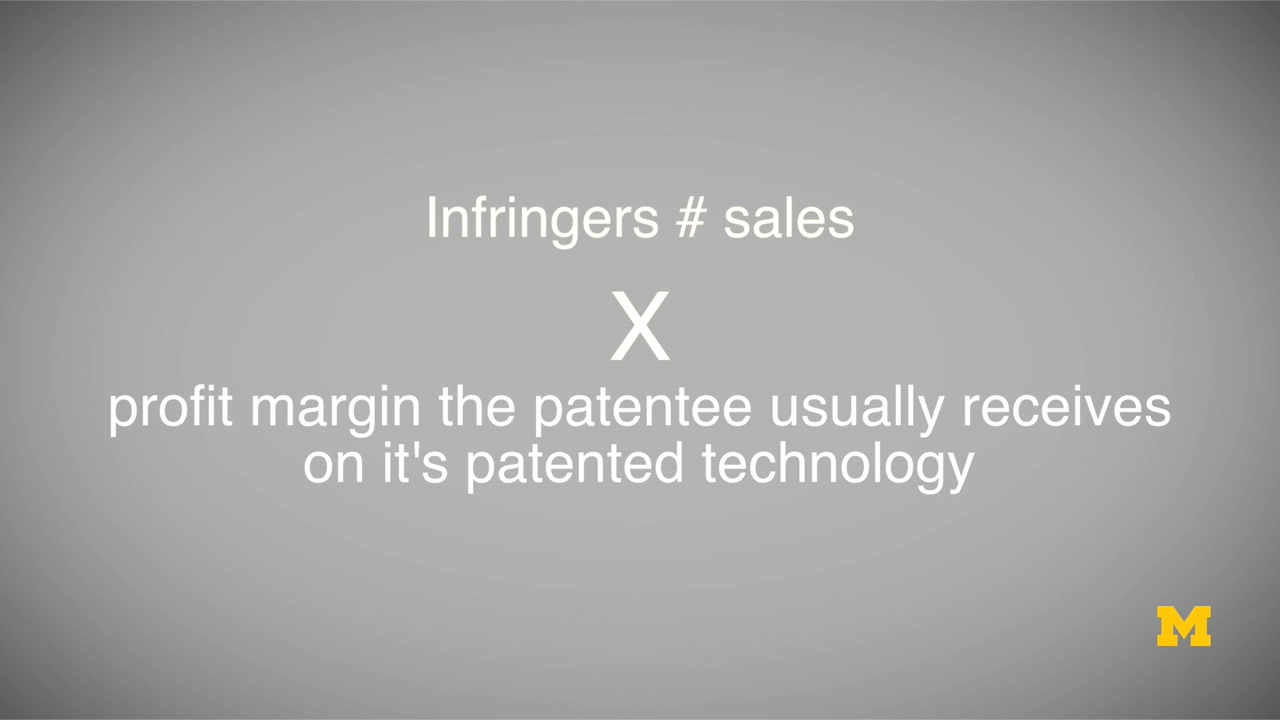 Infringers # sales
X
profit margin the patentee usually receives
on it's patented technology
M